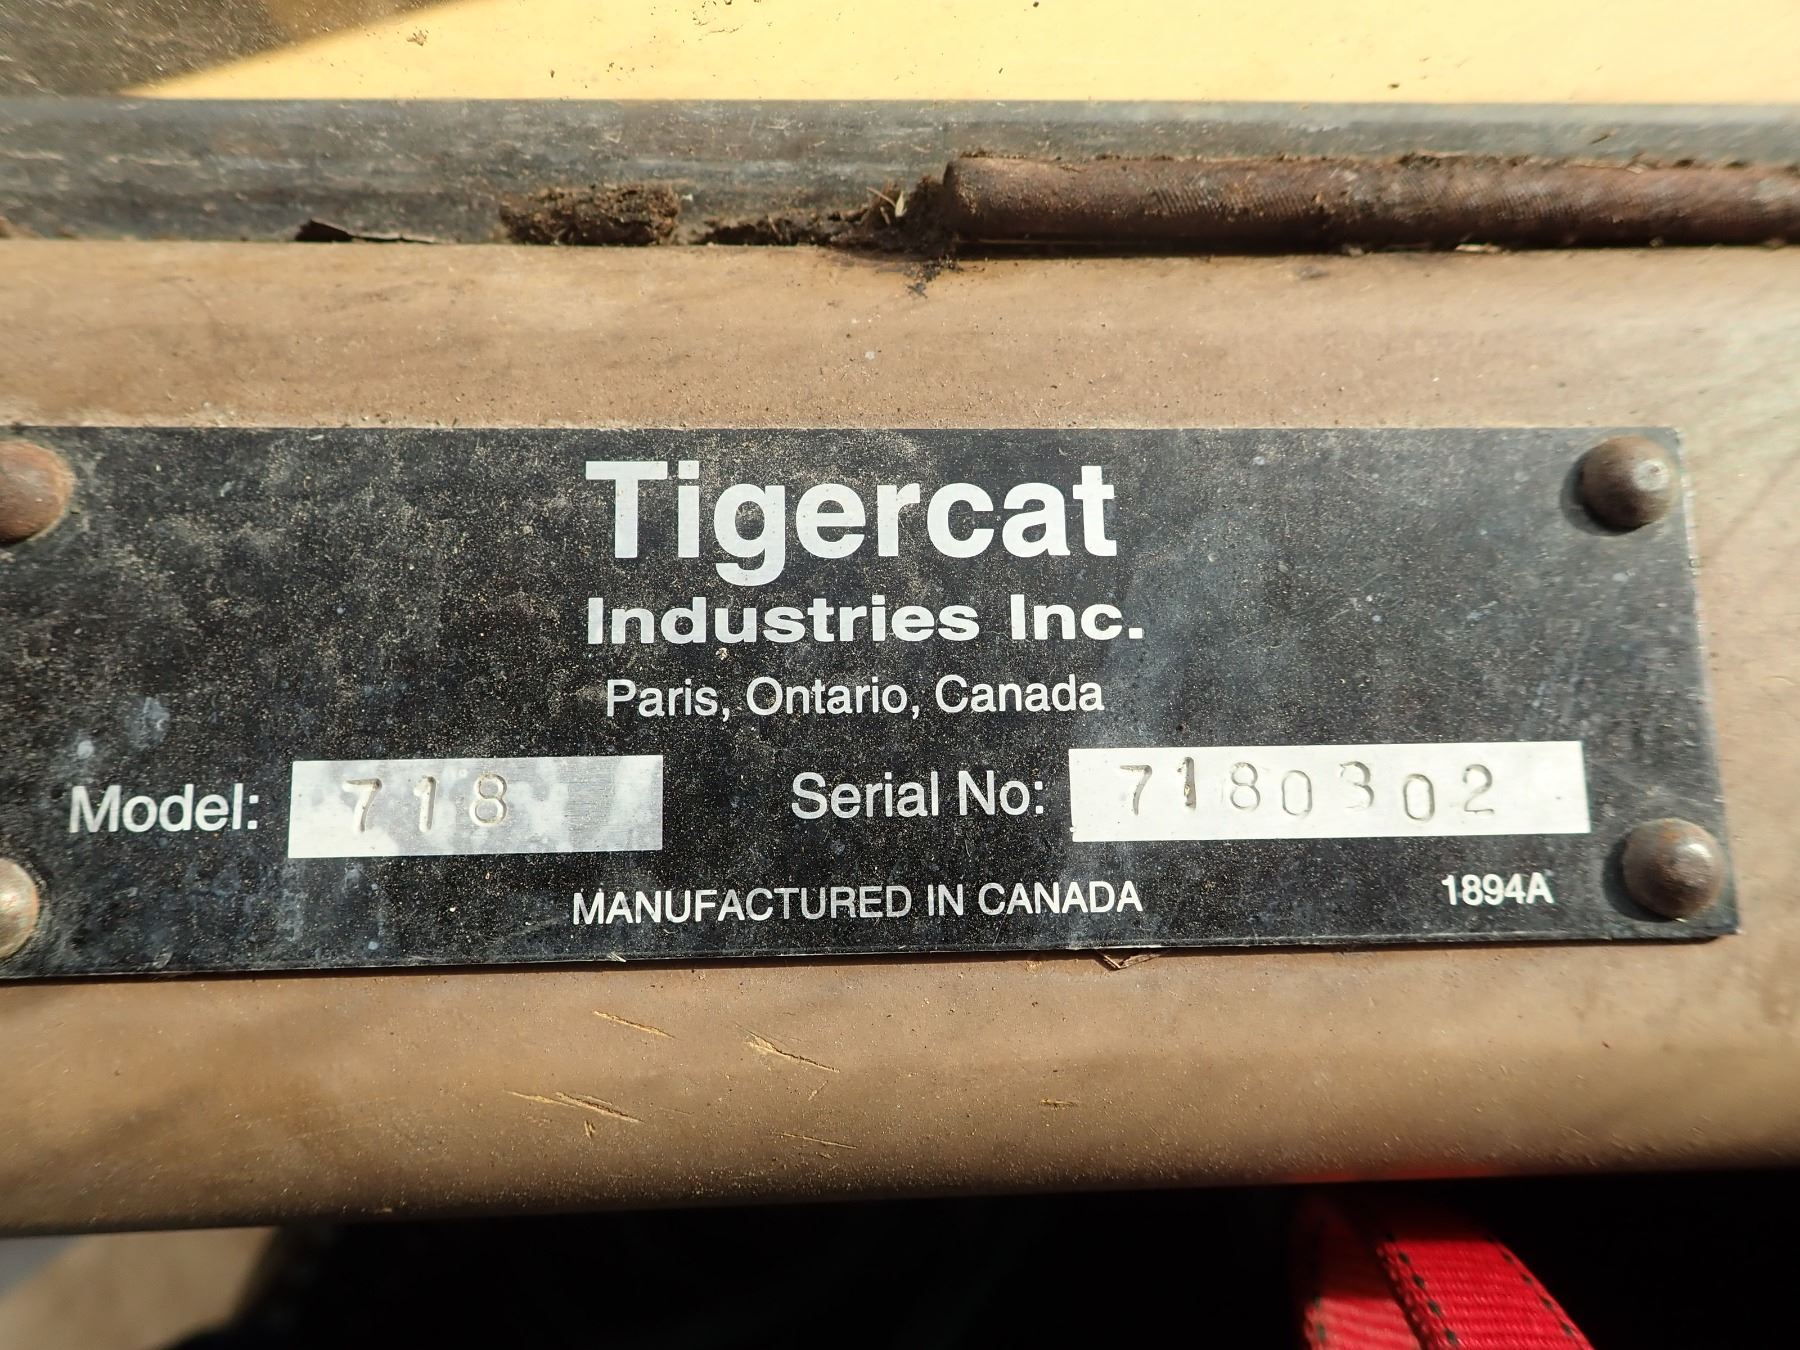 Tigercat
Industries Inc.
Paris, Ontario, Canada
Model: 718 Serial No: 7180302
MANUFACTURED IN CANADA 1894A